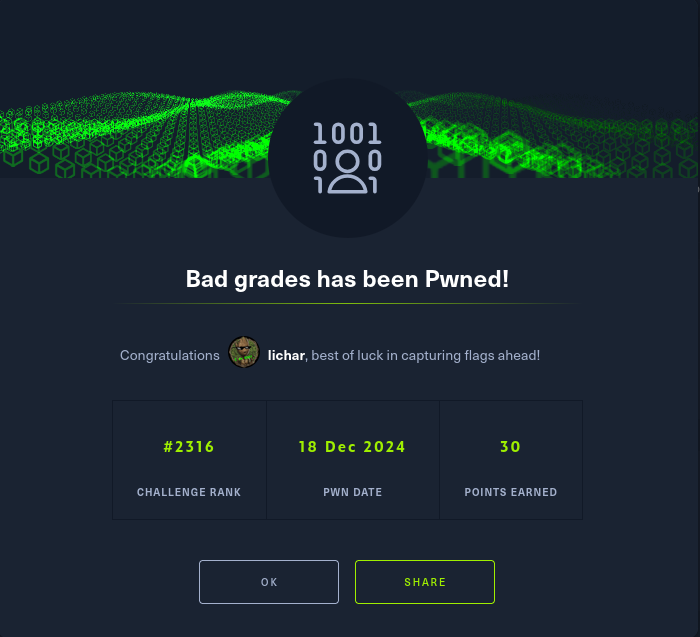 1001
0 0
1 1
Bad grades has been Pwned!
Congratulations lichar, best of luck in capturing flags ahead!
#2316 18 Dec 2024 30
CHALLENGE RANK PWN DATE POINTS EARNED
OK SHARE